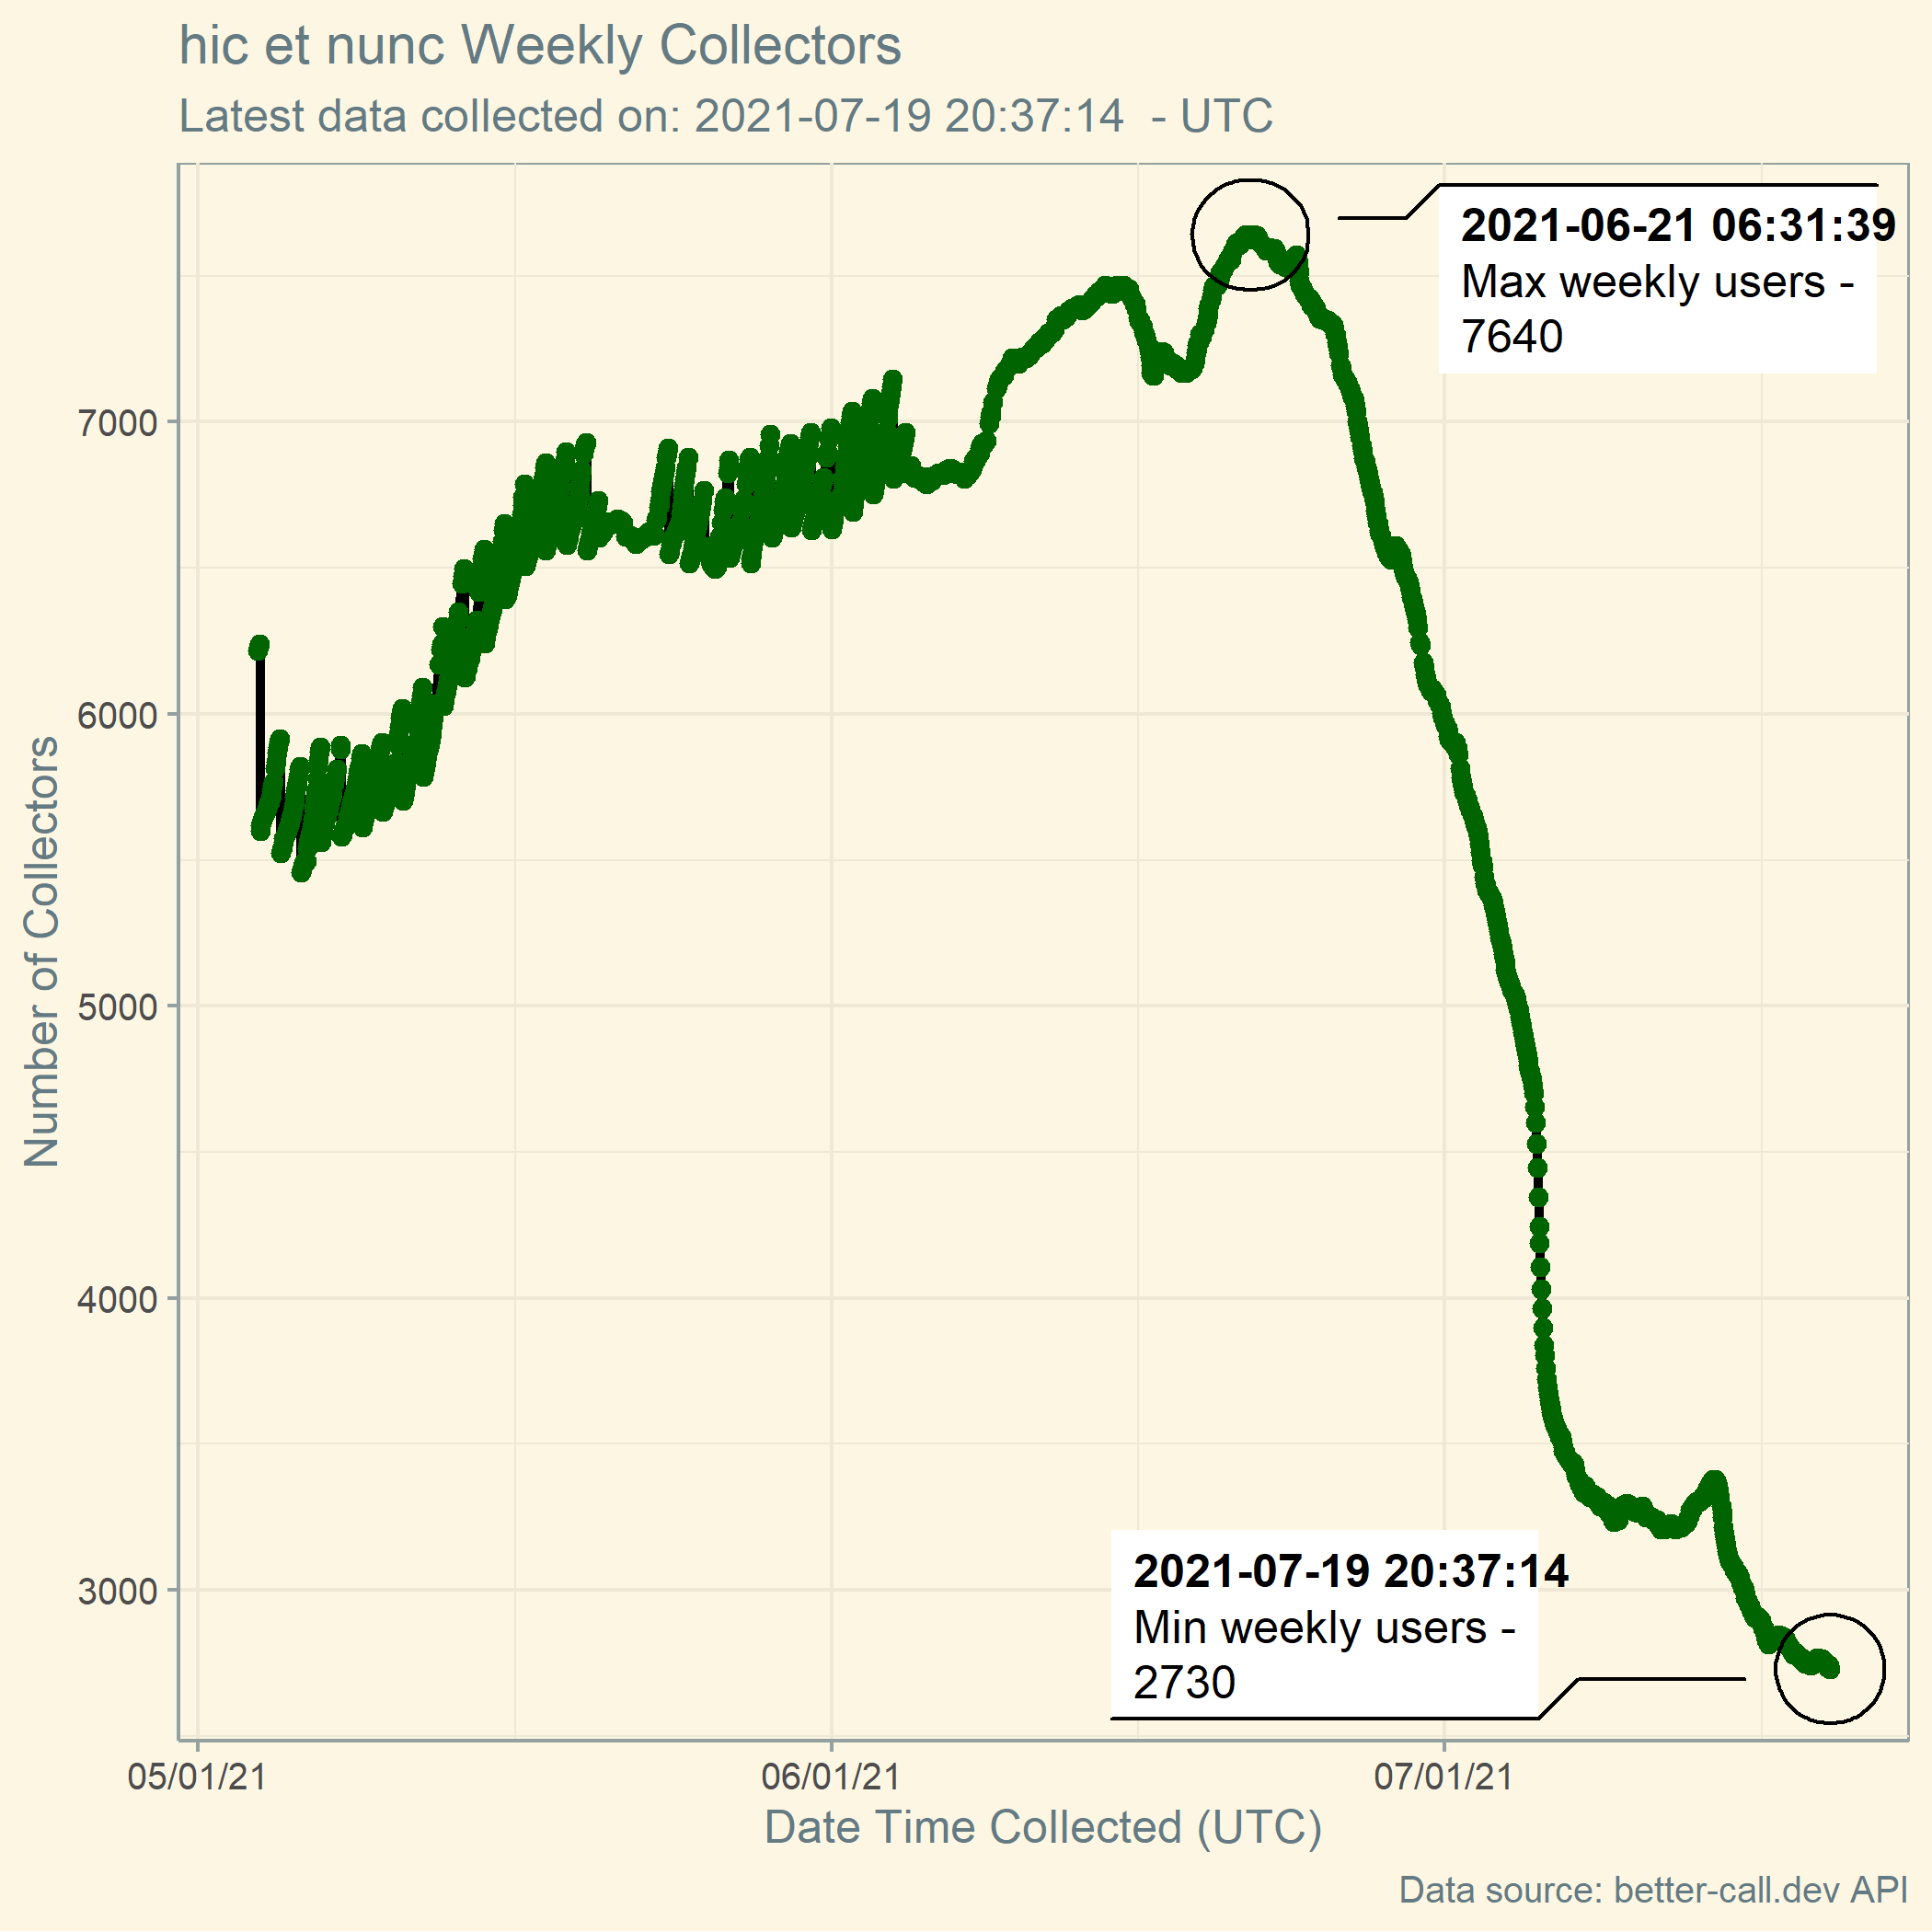 hic et nunc Weekly Collectors
Latest data collected on: 2021-07-19 20:37:14  - UTC
2021-06-21 06:31:39
Max weekly users -
7640
7000
6000
5000
4000
3000
Number of Collectors
2021-07-19 20:37:14
Min weekly users -
2730
05/01/21
06/01/21
07/01/21
Date Time Collected (UTC)
Data source: better-call.dev API